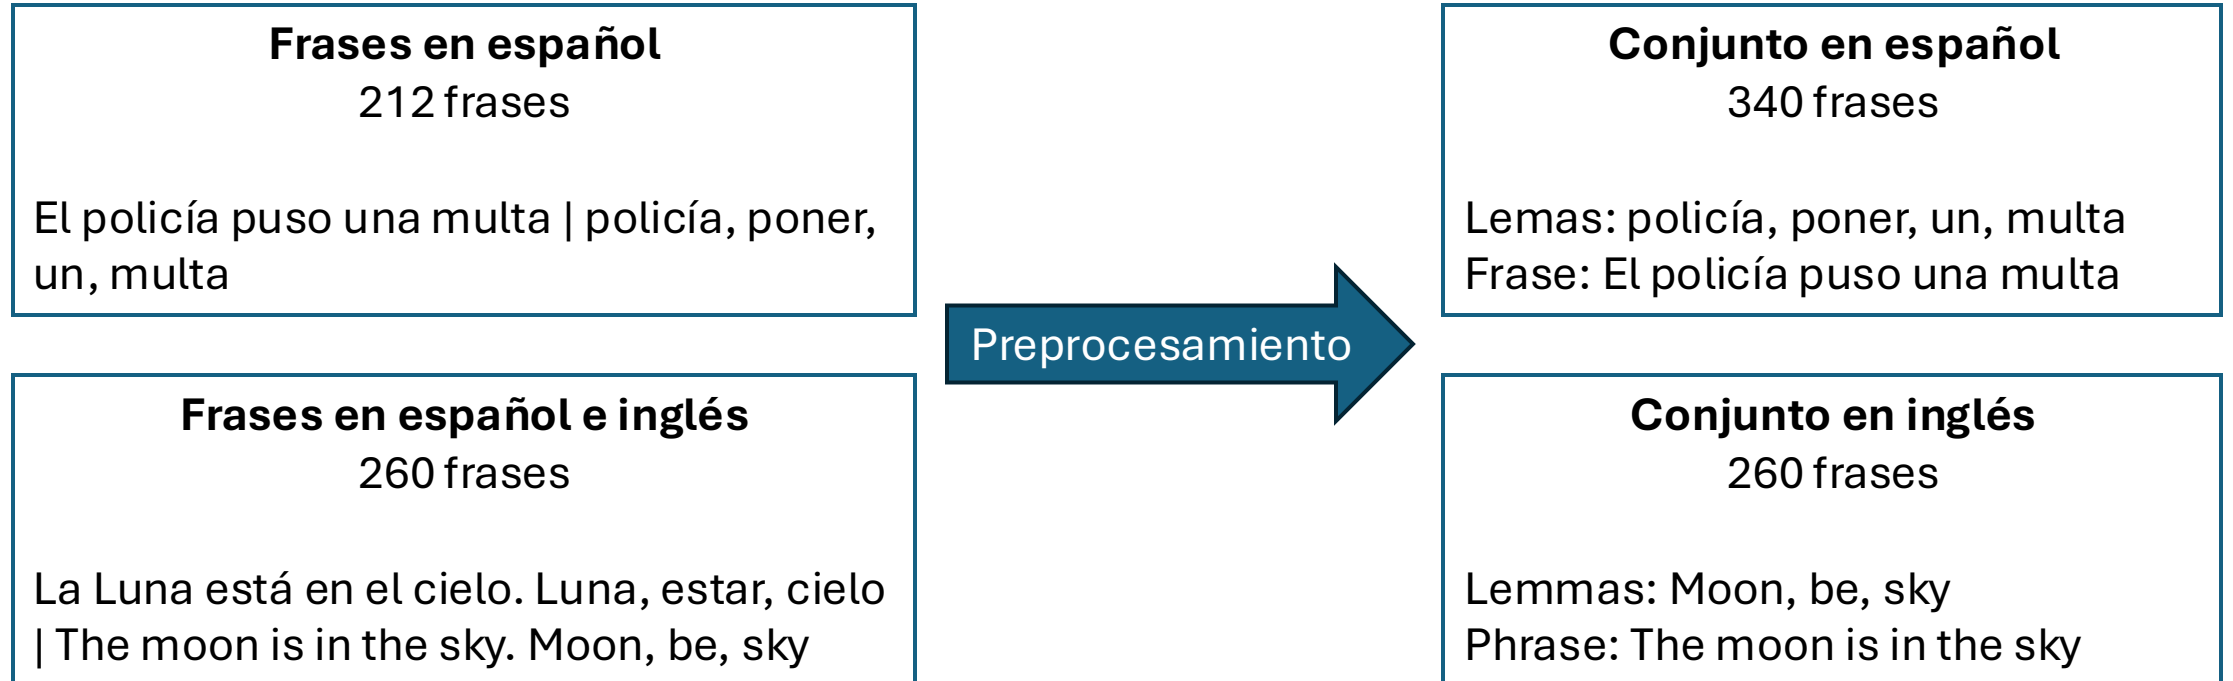 Frases en español
212 frases
El policía puso una multa | policía, poner,
un, multa
Frases en español e inglés
260 frases
La Luna está en el cielo. Luna, estar, cielo
| The moon is in the sky. Moon, be, sky
Preprocesamiento
Conjunto en español
340 frases
Lemas: policía, poner, un, multa
Frase: El policía puso una multa
Conjunto en inglés
260 frases
Lemmas: Moon, be, sky
Phrase: The moon is in the sky